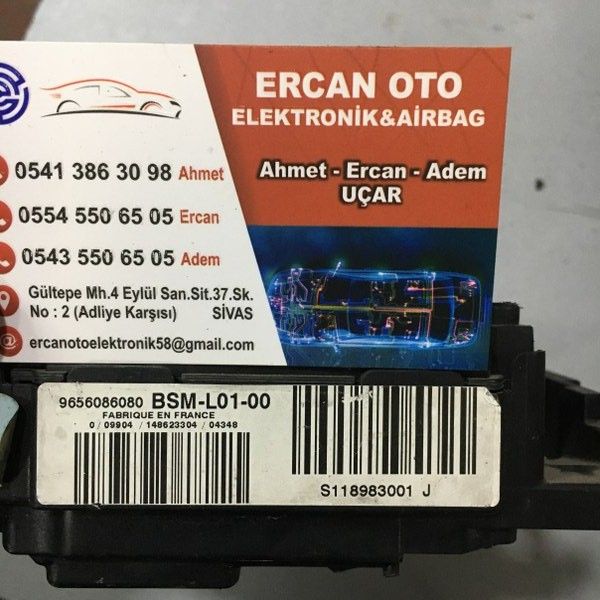 ERCAN OTO
ELEKTRONİK&AİRBAG
Ahmet - Ercan - Adem
UÇAR
0541 386 30 98 Ahmet
0554 550 65 05 Ercan
0543 550 65 05 Adem
Gültepe Mh.4 Eylül San.Sit.37.Sk.
No : 2 (Adliye Karşısı) SİVAS
ercanotoelektronik58@gmail.com
9656086080 BSM-L01-00
FABRIQUE EN FRANCE
0 / 09904 / 148623304 / 04348
S118983001 J